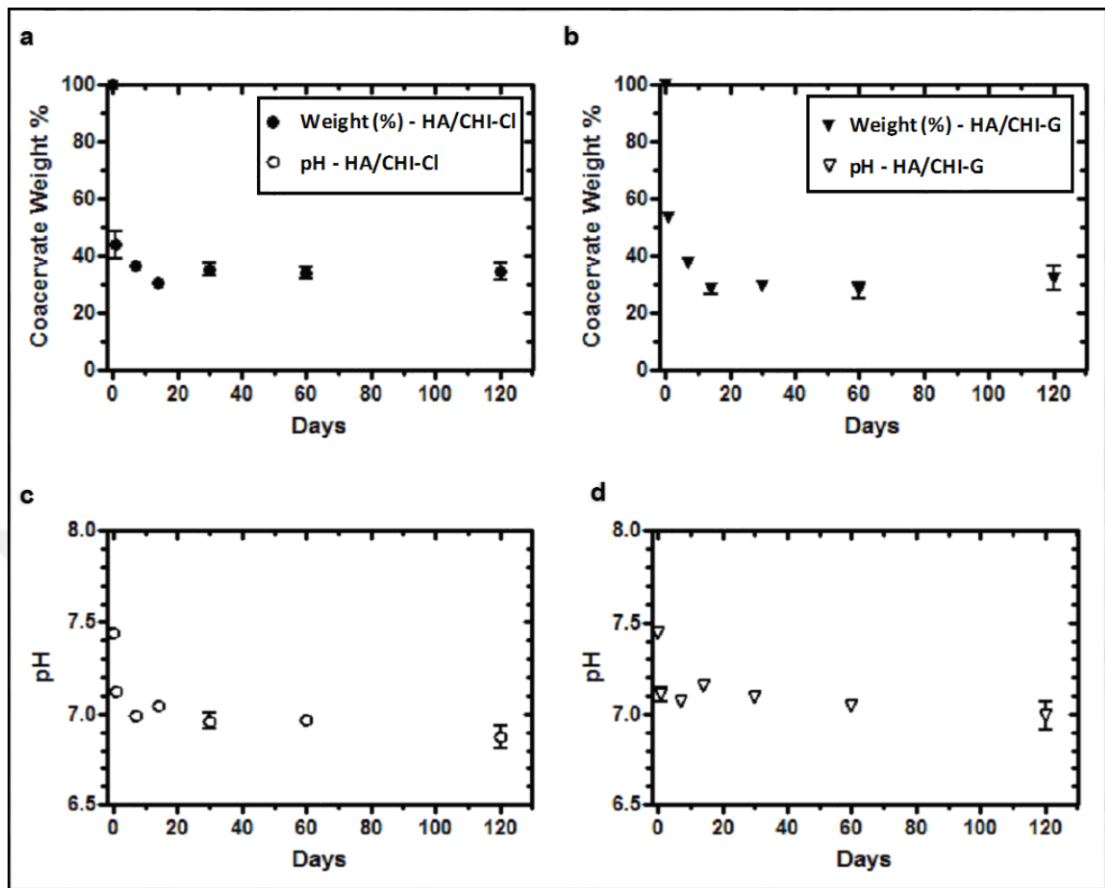 a
b
100
80
60
40
20
0
Coacervate Weight %
Weight (%) - HA/CHI-Cl
pH - HA/CHI-Cl
0 20 40 60 80 100 120
Days
100
80
60
40
20
0
Coacervate Weight %
Weight (%) - HA/CHI-G
pH - HA/CHI-G
0 20 40 60 80 100 120
Days
c
d
8.0
7.5
7.0
6.5
pH
0 20 40 60 80 100 120
Days
8.0
7.5
7.0
6.5
pH
0 20 40 60 80 100 120
Days